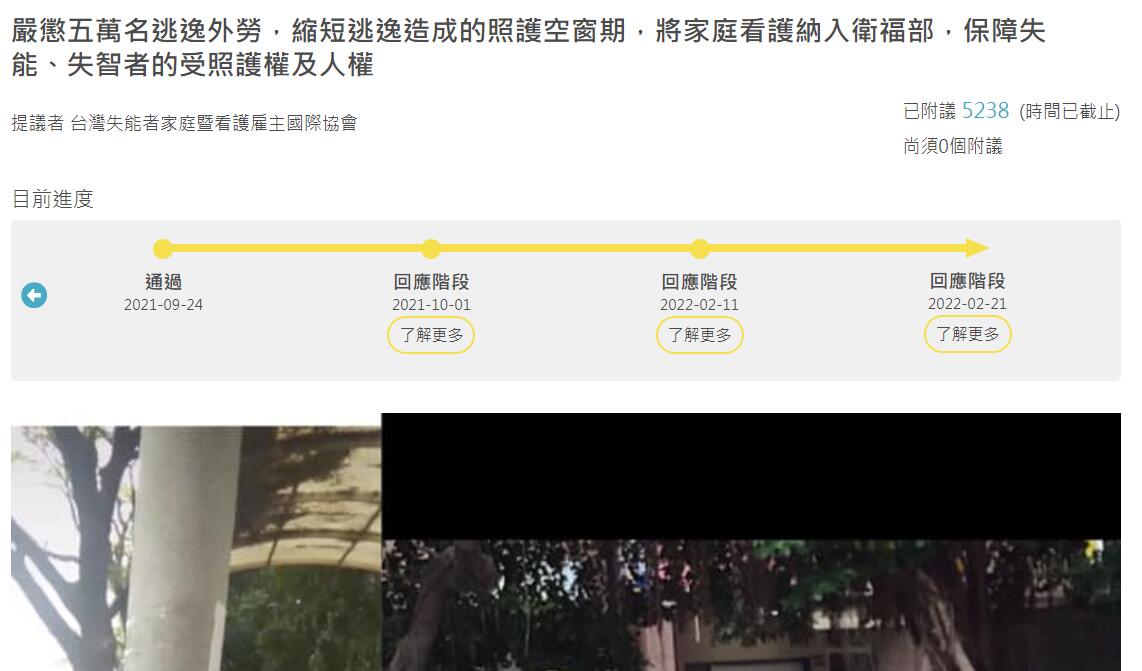 嚴懲五萬名逃逸外勞，縮短逃逸造成的照護空窗期，將家庭看護納入衛福部，保障失
能、失智者的受照護權及人權
提議者 台灣失能者家庭暨看護雇主國際協會
已附議 5238 (時間已截止)
尚須0個附議
目前進度
通過
2021-09-24
回應階段
2021-10-01
了解更多
回應階段
2022-02-11
了解更多
回應階段
2022-02-21
了解更多